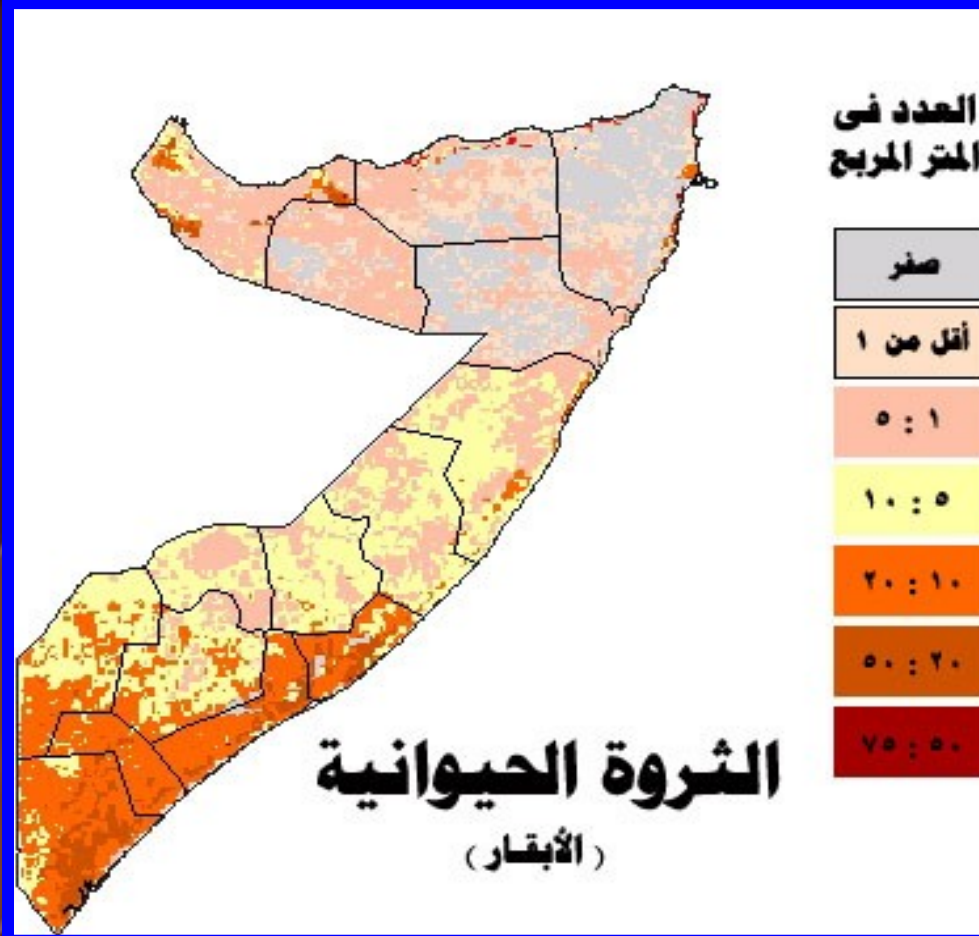 العدد فى
المتر المربع
صفر
أقل من ١
١ : ٥
٥ : ١٠
١٠ : ٢٠
٢٠ : ٥٠
٥٠ : ٧٥
الثروة الحيوانية
( الأبقار )